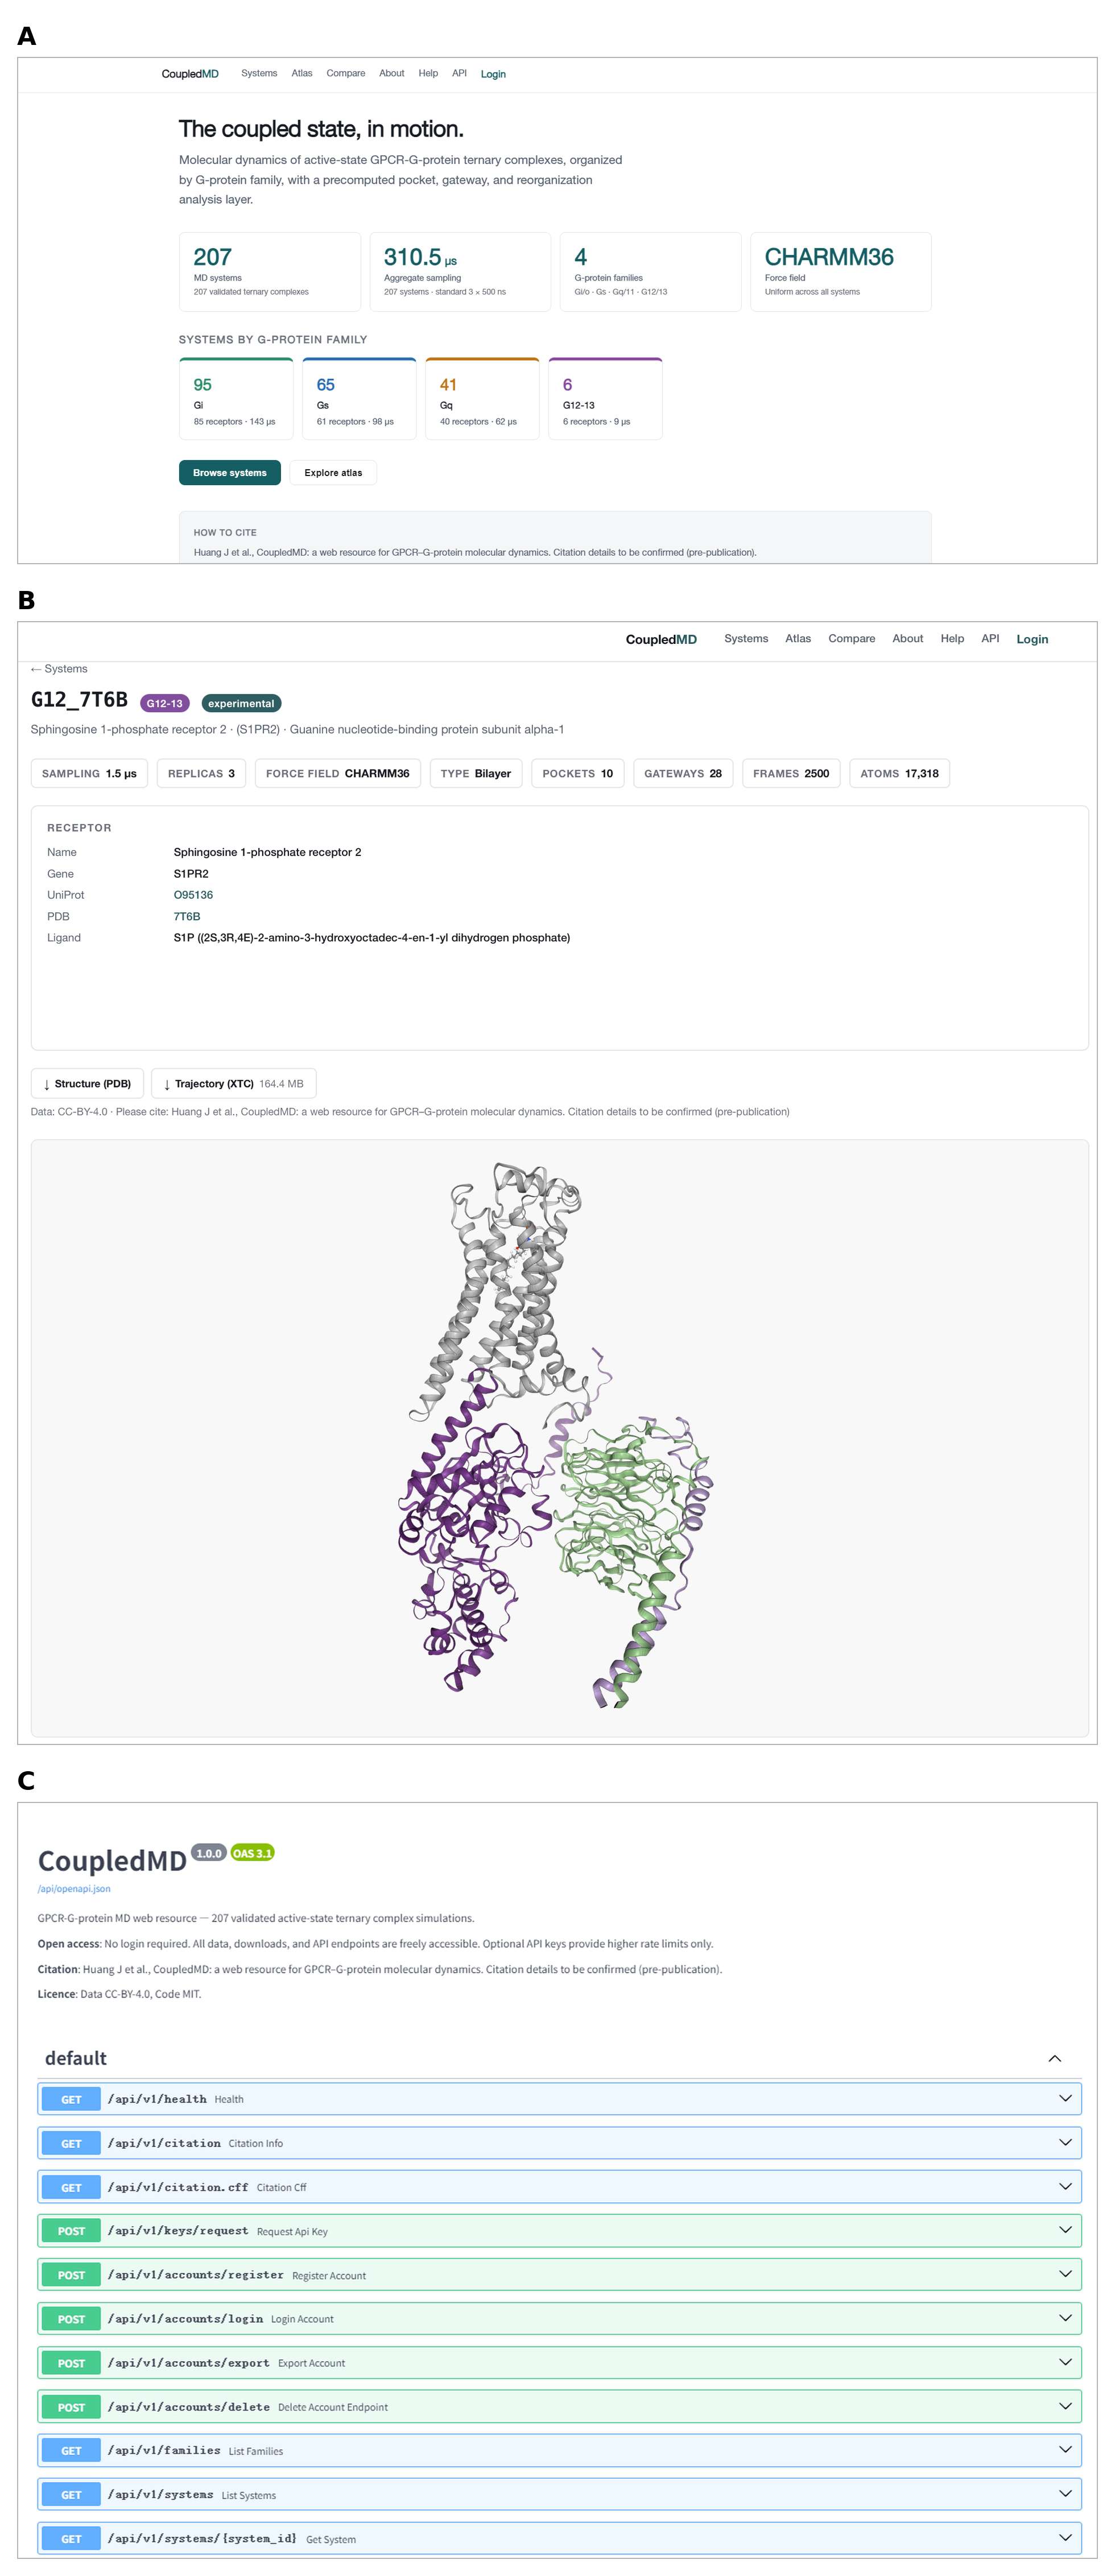 A
CoupledMD Systems Atlas Compare About Help API Login
The coupled state, in motion.
Molecular dynamics of active-state GPCR-G-protein ternary complexes, organized
by G-protein family, with a precomputed pocket, gateway, and reorganization
analysis layer.
207 310.5 µs 4 CHARMM36
MD systems Aggregate sampling G-protein families Force field
207 validated ternary complexes 207 systems · standard 3 × 500 ns Gi/o · Gs · Gq/11 · G12/13 Uniform across all systems
SYSTEMS BY G-PROTEIN FAMILY
95 65 41 6
Gi Gs Gq G12-13
85 receptors · 143 µs 61 receptors · 98 µs 40 receptors · 62 µs 6 receptors · 9 µs
Browse systems Explore atlas
HOW TO CITE
Huang J et al., CoupledMD: a web resource for GPCR–G-protein molecular dynamics. Citation details to be confirmed (pre-publication).
B
CoupledMD Systems Atlas Compare About Help API Login
← Systems
G12_7T6B G12-13 experimental
Sphingosine 1-phosphate receptor 2 · (S1PR2) · Guanine nucleotide-binding protein subunit alpha-1
SAMPLING 1.5 µs REPLICAS 3 FORCE FIELD CHARMM36 TYPE Bilayer POCKETS 10 GATEWAYS 28 FRAMES 2500 ATOMS 17,318
RECEPTOR
Name Sphingosine 1-phosphate receptor 2
Gene S1PR2
UniProt O95136
PDB 7T6B
Ligand S1P ((2S,3R,4E)-2-amino-3-hydroxyoctadec-4-en-1-yl dihydrogen phosphate)
↓ Structure (PDB) ↓ Trajectory (XTC) 164.4 MB
Data: CC-BY-4.0 · Please cite: Huang J et al., CoupledMD: a web resource for GPCR–G-protein molecular dynamics. Citation details to be confirmed (pre-publication)
C
CoupledMD 1.0.0 OAS 3.1
/api/openapi.json
GPCR-G-protein MD web resource — 207 validated active-state ternary complex simulations.
Open access: No login required. All data, downloads, and API endpoints are freely accessible. Optional API keys provide higher rate limits only.
Citation: Huang J et al., CoupledMD: a web resource for GPCR–G-protein molecular dynamics. Citation details to be confirmed (pre-publication).
Licence: Data CC-BY-4.0, Code MIT.
default
GET /api/v1/health Health
GET /api/v1/citation Citation Info
GET /api/v1/citation.cff Citation Cff
POST /api/v1/keys/request Request Api Key
POST /api/v1/accounts/register Register Account
POST /api/v1/accounts/login Login Account
POST /api/v1/accounts/export Export Account
POST /api/v1/accounts/delete Delete Account Endpoint
GET /api/v1/families List Families
GET /api/v1/systems List Systems
GET /api/v1/systems/{system_id} Get System